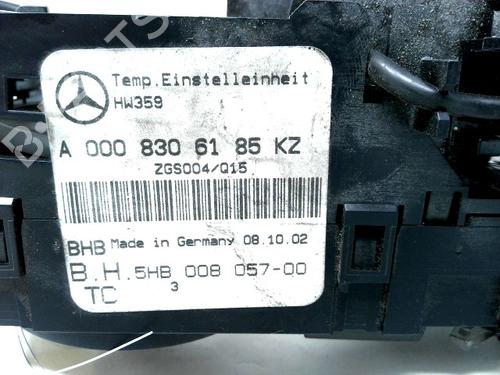 Temp.Einstelleinheit
HW359
A 000 830 61 85 KZ
ZGS004/Q15
BHB Made in Germany 08.10.02
B.H.5HB 008 057-00
TC 3